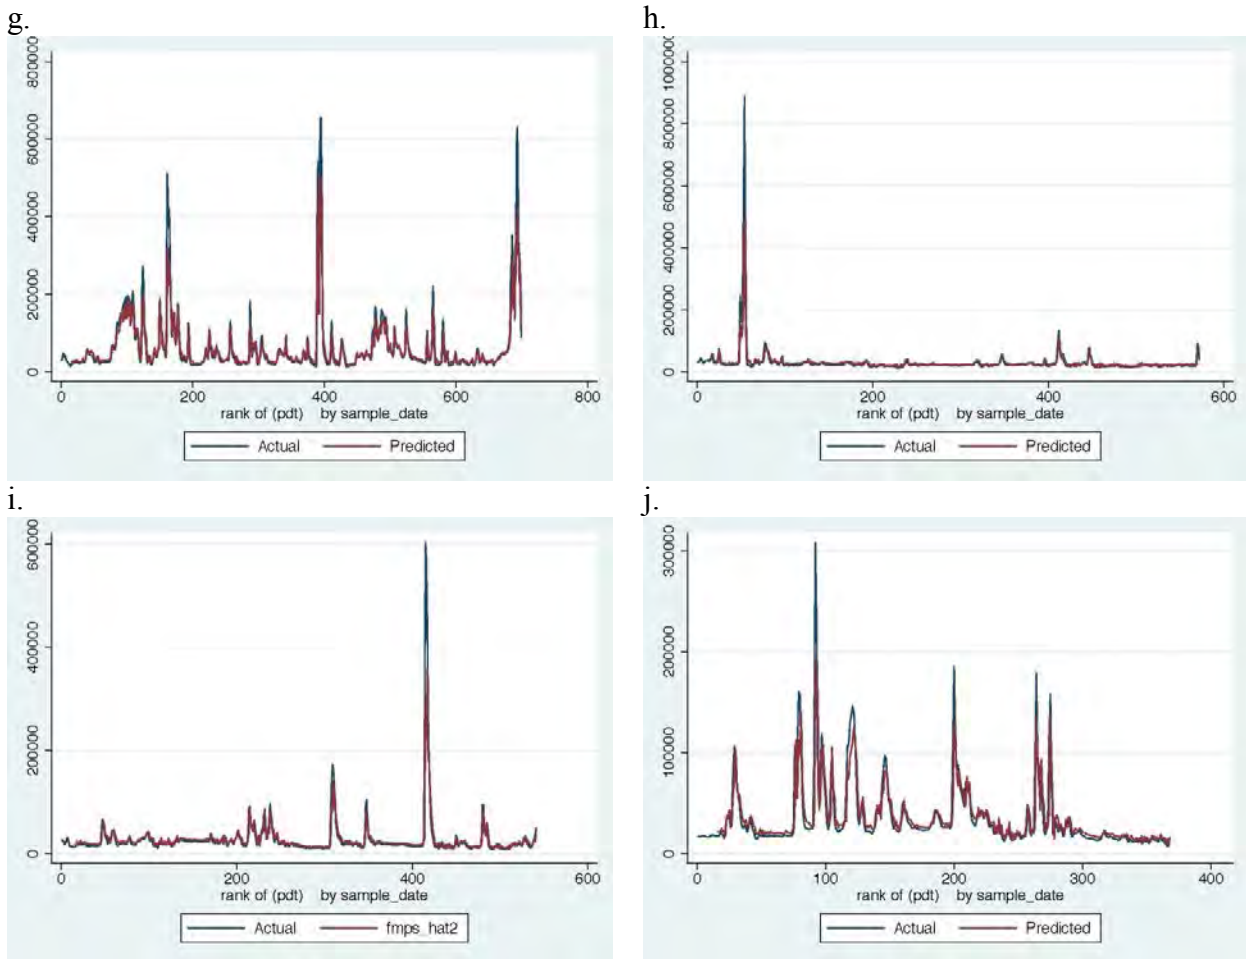 g.
800000
600000
400000
200000
0
0 200 400 600 800
rank of (pdt) by sample_date
Actual Predicted
h.
1000000
800000
600000
400000
200000
0
0 200 400 600
rank of (pdt) by sample_date
Actual Predicted
i.
600000
400000
200000
0
0 200 400 600
rank of (pdt) by sample_date
Actual fmps_hat2
j.
300000
200000
100000
0
0 100 200 300 400
rank of (pdt) by sample_date
Actual Predicted